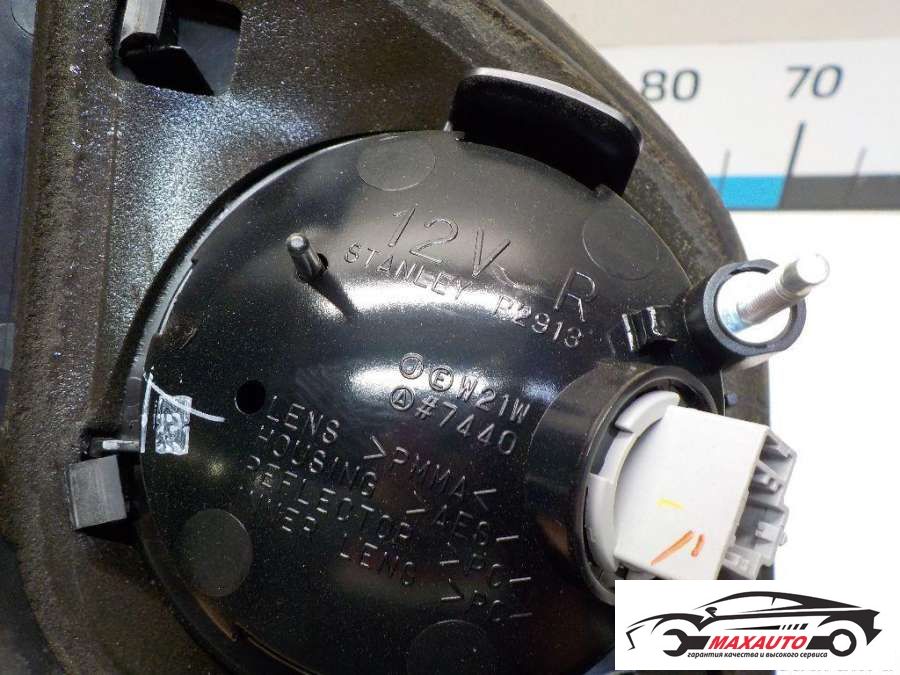 80 70
12V R
STANLEY P2913
W21W
#7440
LENS >PMMA<
HOUSING >AES<
REFLECTOR >PC<
INNER LENS >PC<
MAXAUTO
гарантия качества и высокого сервиса